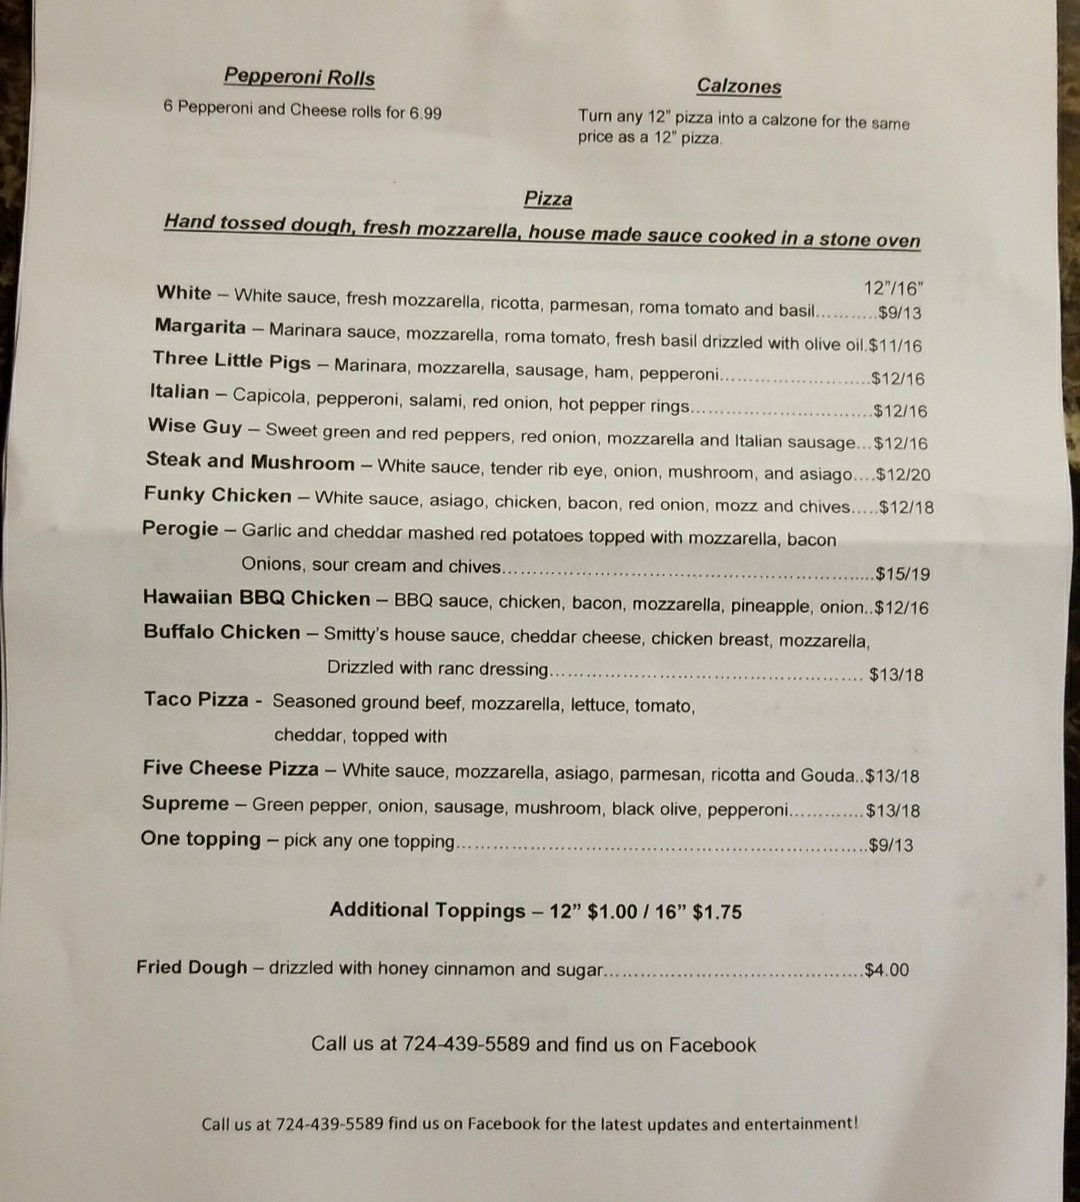 Pepperoni Rolls
6 Pepperoni and Cheese rolls for 6.99
Calzones
Turn any 12" pizza into a calzone for the same
price as a 12" pizza.
Pizza
Hand tossed dough, fresh mozzarella, house made sauce cooked in a stone oven
12"/16"
White – White sauce, fresh mozzarella, ricotta, parmesan, roma tomato and basil...........$9/13
Margarita – Marinara sauce, mozzarella, roma tomato, fresh basil drizzled with olive oil.$11/16
Three Little Pigs – Marinara, mozzarella, sausage, ham, pepperoni............................$12/16
Italian – Capicola, pepperoni, salami, red onion, hot pepper rings.................................$12/16
Wise Guy – Sweet green and red peppers, red onion, mozzarella and Italian sausage...$12/16
Steak and Mushroom – White sauce, tender rib eye, onion, mushroom, and asiago....$12/20
Funky Chicken – White sauce, asiago, chicken, bacon, red onion, mozz and chives.....$12/18
Perogie – Garlic and cheddar mashed red potatoes topped with mozzarella, bacon
Onions, sour cream and chives....................................................................$15/19
Hawaiian BBQ Chicken – BBQ sauce, chicken, bacon, mozzarella, pineapple, onion..$12/16
Buffalo Chicken – Smitty's house sauce, cheddar cheese, chicken breast, mozzarella,
Drizzled with ranc dressing......................................................... $13/18
Taco Pizza - Seasoned ground beef, mozzarella, lettuce, tomato,
cheddar, topped with
Five Cheese Pizza – White sauce, mozzarella, asiago, parmesan, ricotta and Gouda..$13/18
Supreme – Green pepper, onion, sausage, mushroom, black olive, pepperoni.............$13/18
One topping – pick any one topping...........................................................................$9/13
Additional Toppings – 12" $1.00 / 16" $1.75
Fried Dough – drizzled with honey cinnamon and sugar...............................................$4.00
Call us at 724-439-5589 and find us on Facebook
Call us at 724-439-5589 find us on Facebook for the latest updates and entertainment!